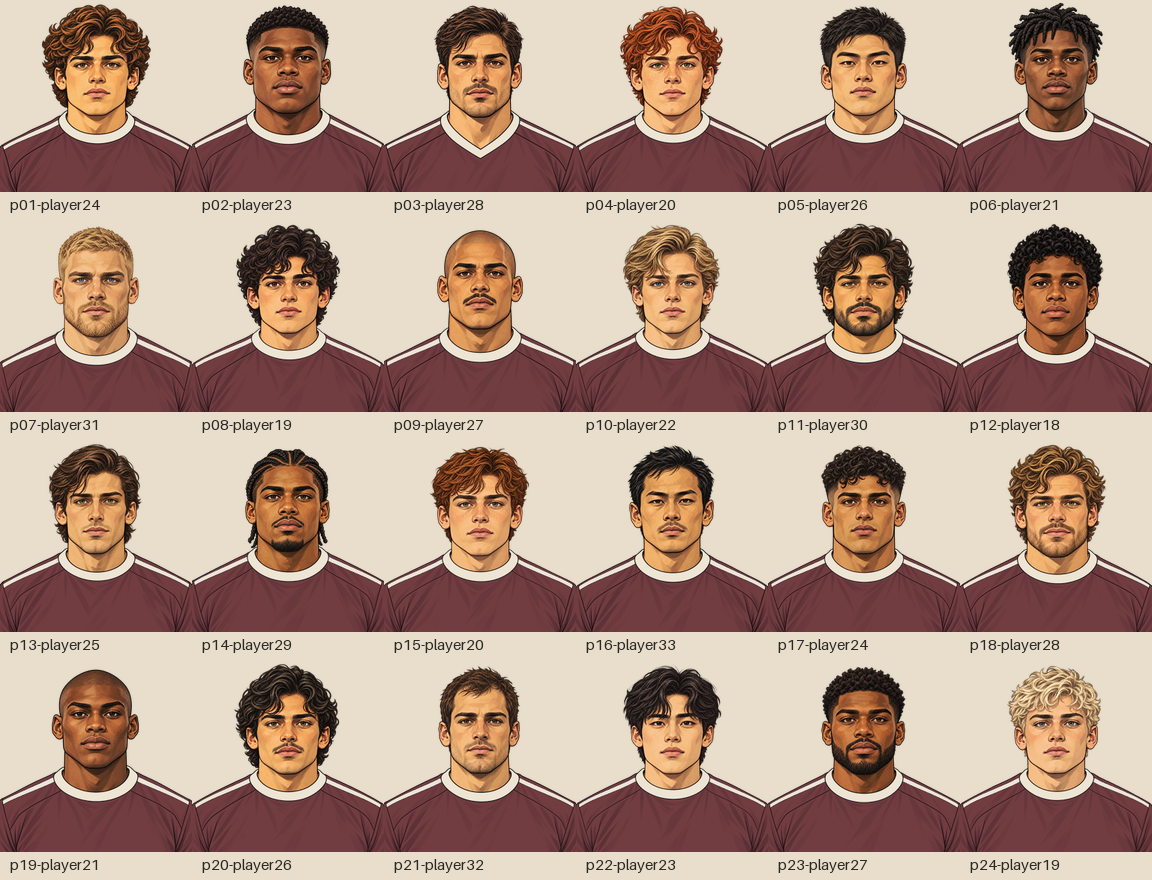 p01-player24 p02-player23 p03-player28 p04-player20 p05-player26 p06-player21
p07-player31 p08-player19 p09-player27 p10-player22 p11-player30 p12-player18
p13-player25 p14-player29 p15-player20 p16-player33 p17-player24 p18-player28
p19-player21 p20-player26 p21-player32 p22-player23 p23-player27 p24-player19